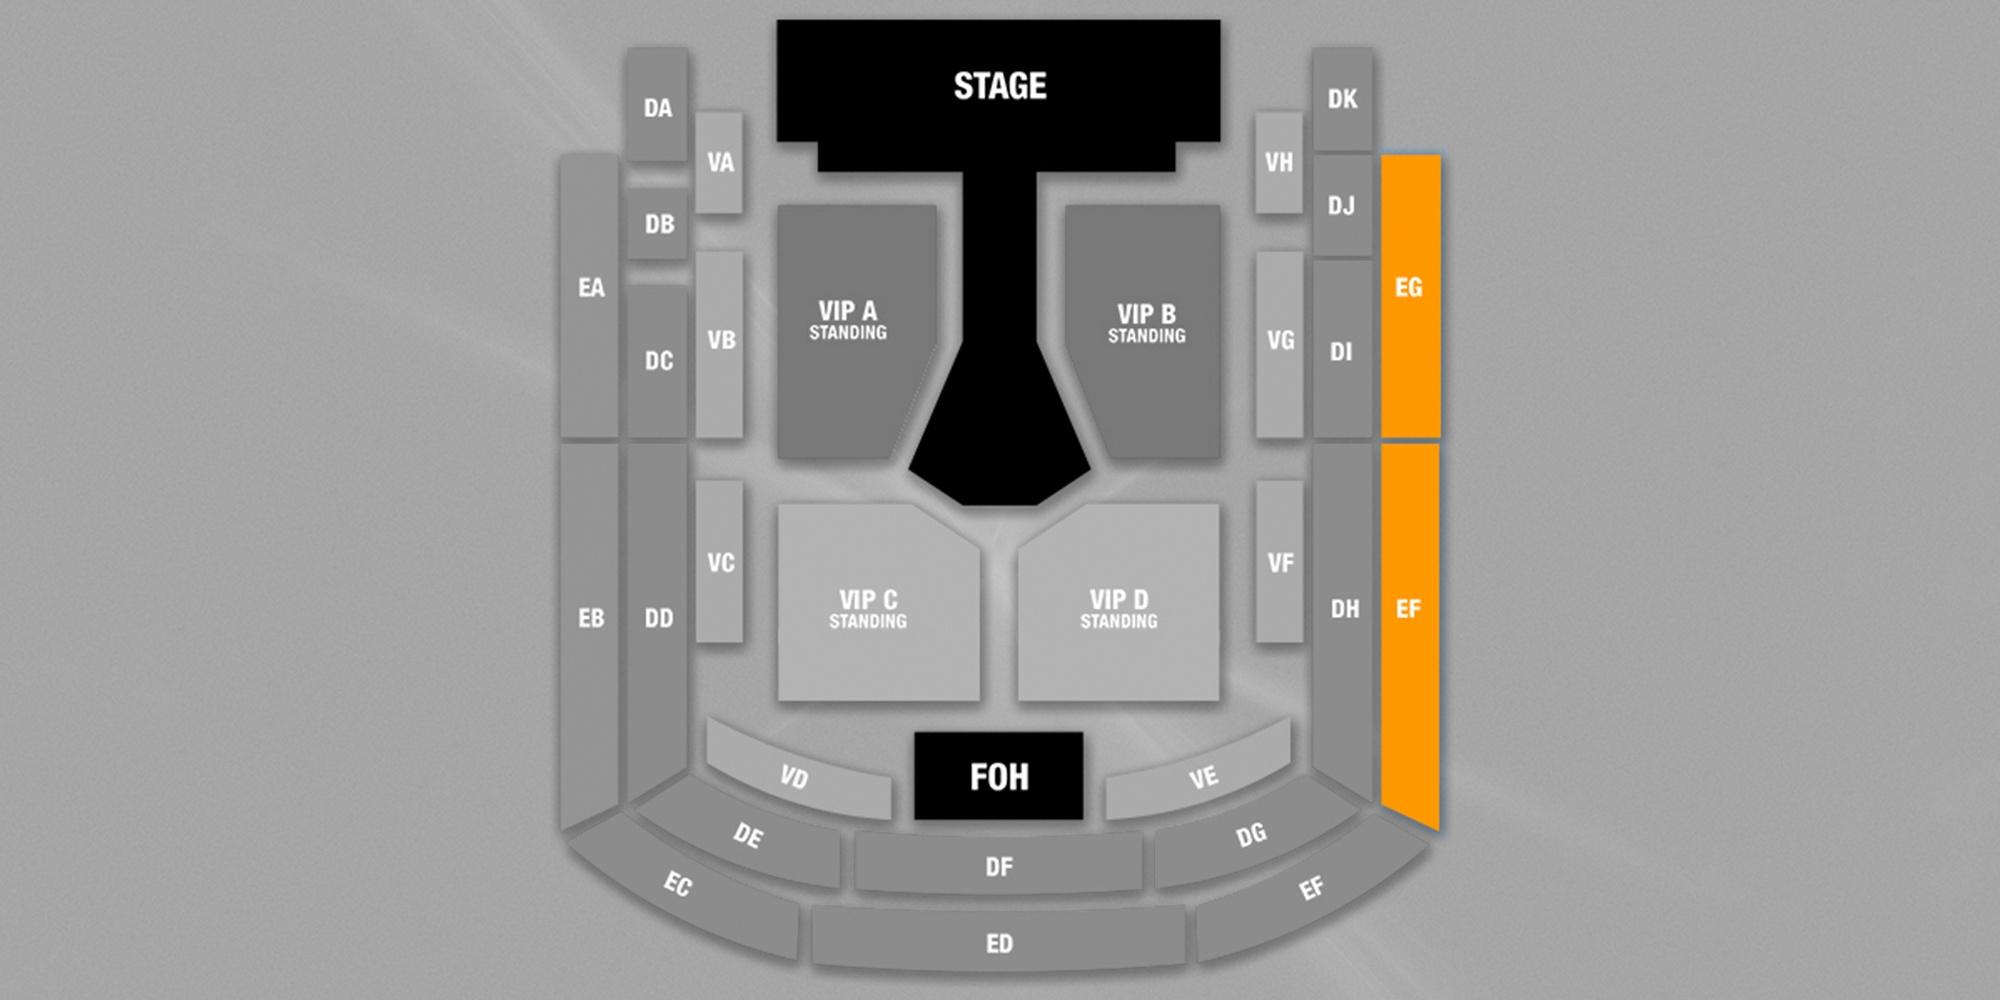 STAGE
DA
DK
VA
VH
DB
DJ
EA
EG
VIP A
STANDING
VIP B
STANDING
VB
VG
DC
DI
VC
VF
VIP C
STANDING
VIP D
STANDING
EB
DD
DH
EF
VD
FOH
VE
DE
DG
DF
EC
EF
ED